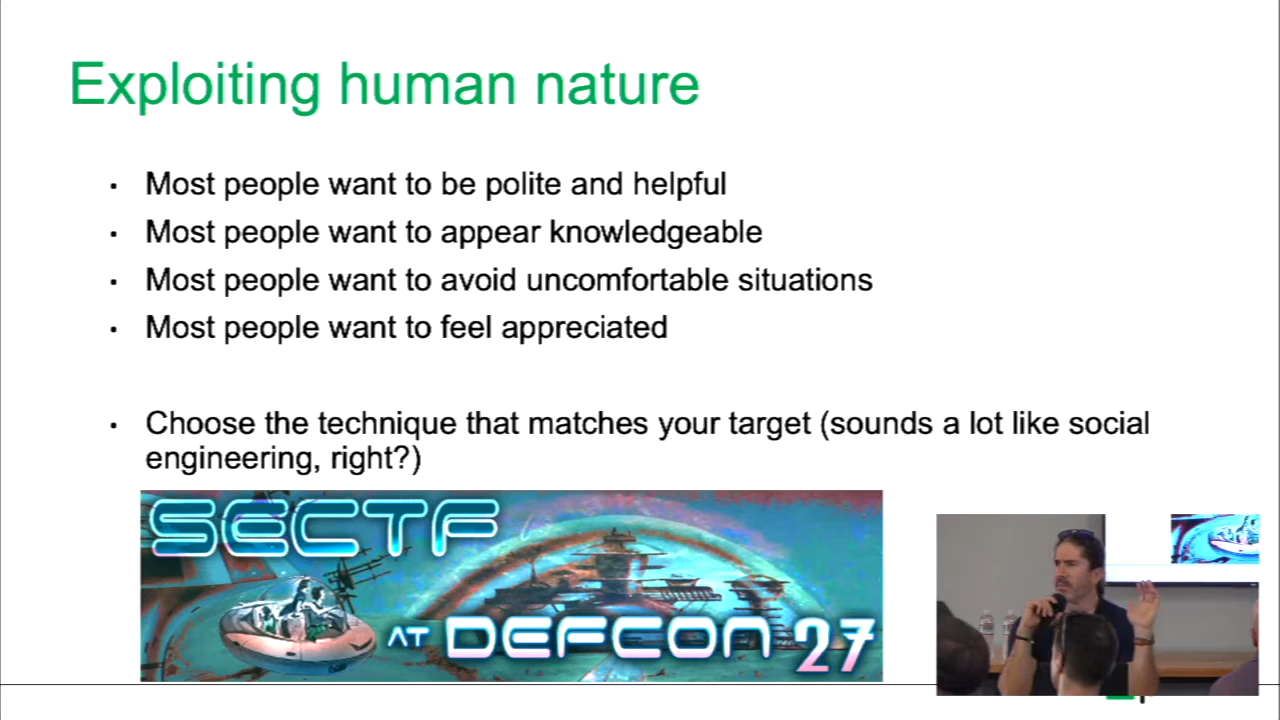 Exploiting human nature
• Most people want to be polite and helpful
• Most people want to appear knowledgeable
• Most people want to avoid uncomfortable situations
• Most people want to feel appreciated
• Choose the technique that matches your target (sounds a lot like social
engineering, right?)
SECTF
AT DEFCON 27